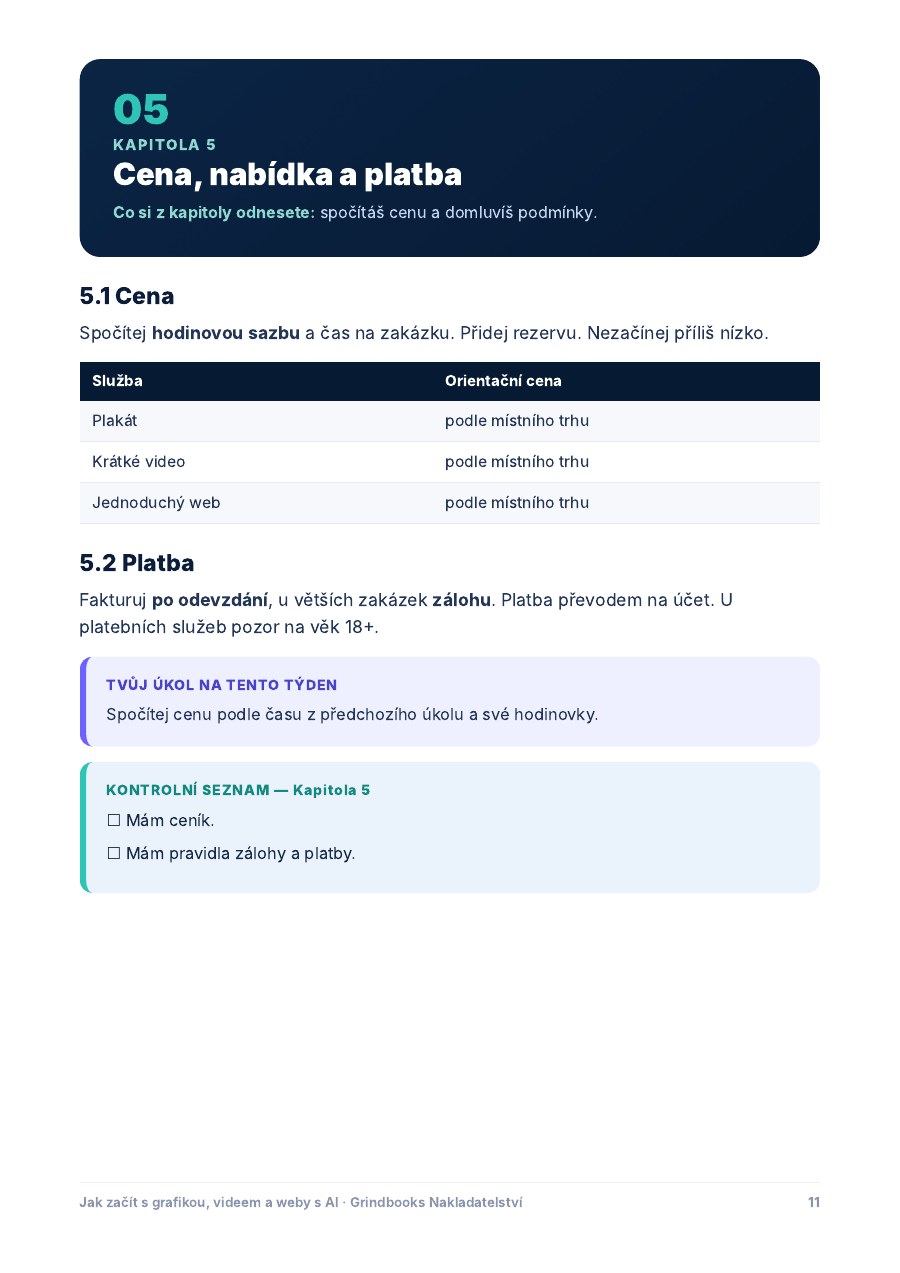 05
KAPITOLA 5
Cena, nabídka a platba
Co si z kapitoly odnesete: spočítáš cenu a domluvíš podmínky.
5.1 Cena
Spočítej hodinovou sazbu a čas na zakázku. Přidej rezervu. Nezačínej příliš nízko.
Služba Orientační cena
Plakát podle místního trhu
Krátké video podle místního trhu
Jednoduchý web podle místního trhu
5.2 Platba
Fakturuj po odevzdání, u větších zakázek zálohu. Platba převodem na účet. U
platebních služeb pozor na věk 18+.
TVŮJ ÚKOL NA TENTO TÝDEN
Spočítej cenu podle času z předchozího úkolu a své hodinovky.
KONTROLNÍ SEZNAM — Kapitola 5
☐ Mám ceník.
☐ Mám pravidla zálohy a platby.
Jak začít s grafikou, videem a weby s AI · Grindbooks Nakladatelství 11